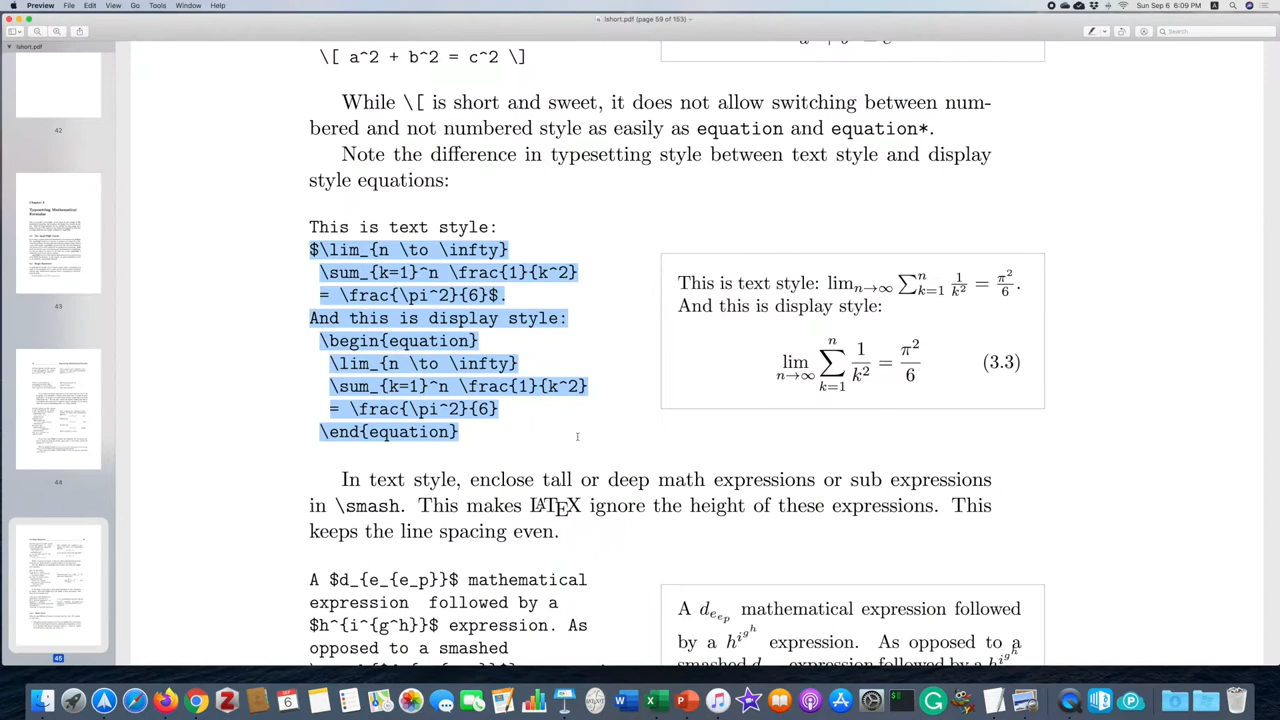 Preview File Edit View Go Tools Window Help Sun Sep 6 6:09 PM
lshort.pdf (page 59 of 153)
Search
lshort.pdf
42
43
44
45
\[ a^2 + b^2 = c^2 \]
While \[ is short and sweet, it does not allow switching between num-
bered and not numbered style as easily as equation and equation*.
Note the difference in typesetting style between text style and display
style equations:
This is text style:
\sum_{k=1}^n \frac{1}{k^2}
= \frac{\pi^2}{6}$.
And this is display style:
\begin{equation}
\lim_{n \to \infty}
\sum_{k=1}^n \frac{1}{k^2}
= \frac{\pi^2}{6}
\end{equation}
This is text style: lim_{n→∞} ∑_{k=1}^n 1/k² = π²/6.
And this is display style:
lim_{n→∞} ∑_{k=1}^n 1/k² = π²/6 (3.3)
In text style, enclose tall or deep math expressions or sub expressions
in \smash. This makes LATEX ignore the height of these expressions. This
keeps the line spacing even.
expression followed by a
$h^{i^{g^h}}$ expression. As
opposed to a smashed
A d_{e_{e_p}} mathematical expression followed
by a h^{i^{g^h}} expression. As opposed to a